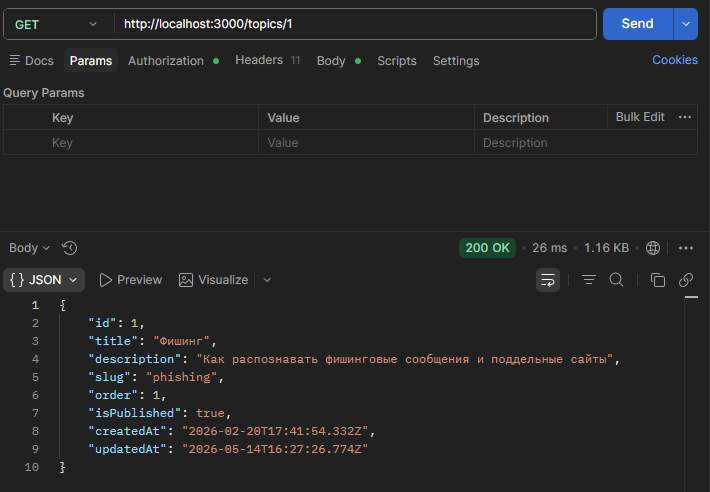 GET http://localhost:3000/topics/1 Send
Docs Params Authorization Headers 11 Body Scripts Settings Cookies
Query Params
Key Value Description Bulk Edit ...
Key Value Description
Body 200 OK • 26 ms • 1.16 KB ...
{} JSON Preview Visualize
1 {
2 "id": 1,
3 "title": "Фишинг",
4 "description": "Как распознавать фишинговые сообщения и поддельные сайты",
5 "slug": "phishing",
6 "order": 1,
7 "isPublished": true,
8 "createdAt": "2026-02-20T17:41:54.332Z",
9 "updatedAt": "2026-05-14T16:27:26.774Z"
10 }